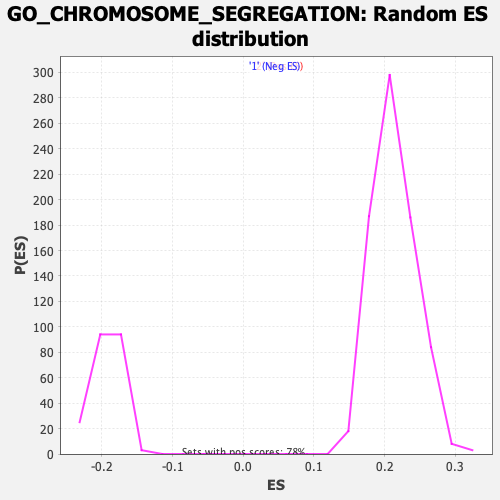 GO_CHROMOSOME_SEGREGATION: Random ES
distribution
'1' (Neg ES))
300
280
260
240
220
200
180
160
140
120
100
80
60
40
20
0
P(ES)
Sets with pos scores: 78%
-0.2 -0.1 0.0 0.1 0.2 0.3
ES